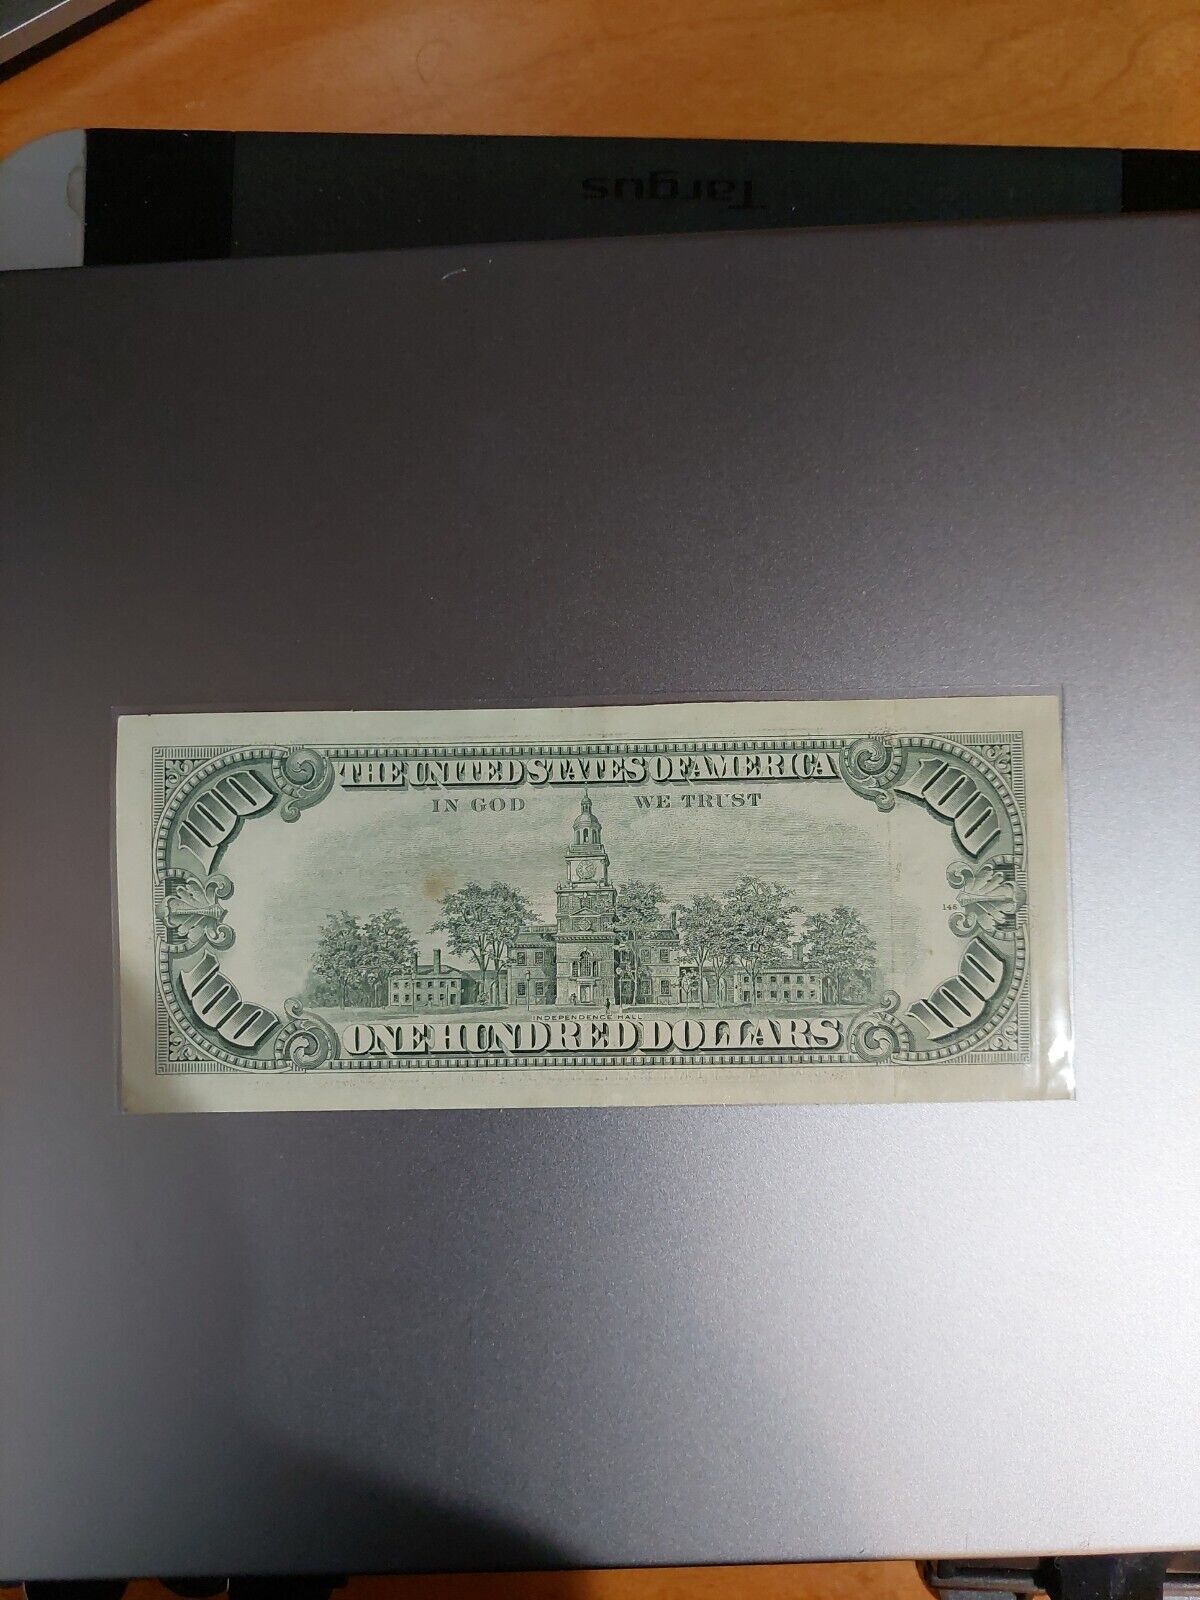 Targus
100 THE UNITED STATES OF AMERICA 100
IN GOD WE TRUST
146
INDEPENDENCE HALL
100 ONE HUNDRED DOLLARS 100